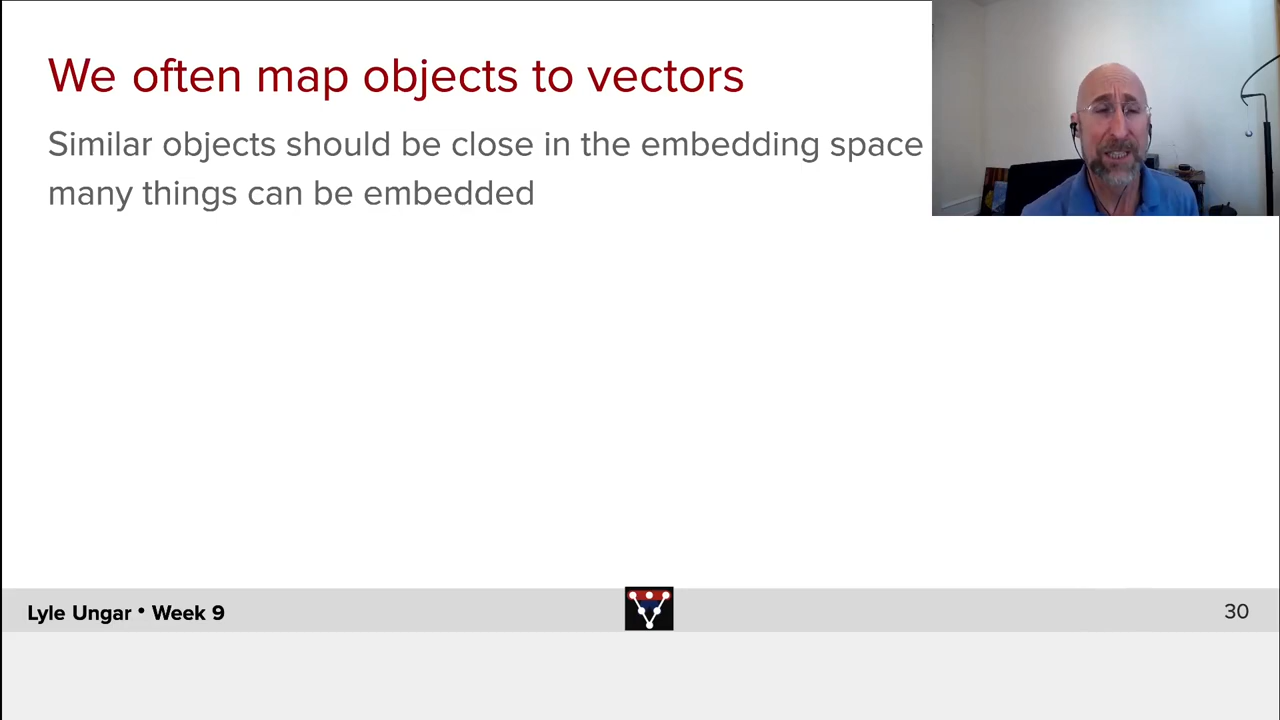 We often map objects to vectors
Similar objects should be close in the embedding space
many things can be embedded
Lyle Ungar • Week 9
30